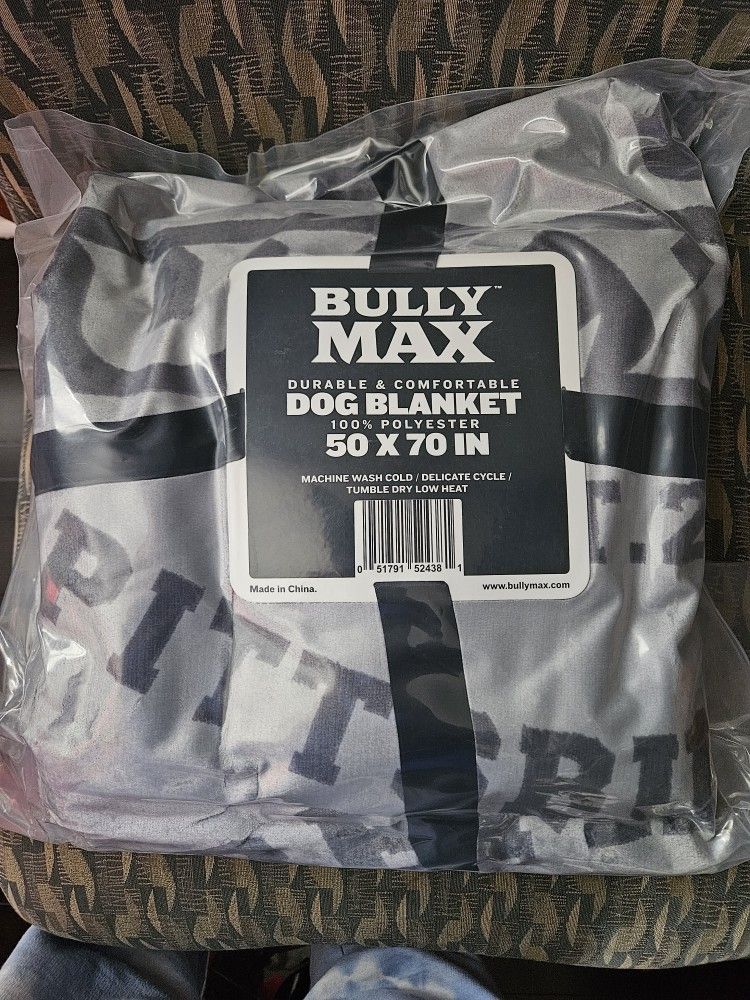 BULLY™
MAX
DURABLE & COMFORTABLE
DOG BLANKET
100% POLYESTER
50 X 70 IN
MACHINE WASH COLD / DELICATE CYCLE /
TUMBLE DRY LOW HEAT
0 51791 52438 1
Made in China. www.bullymax.com